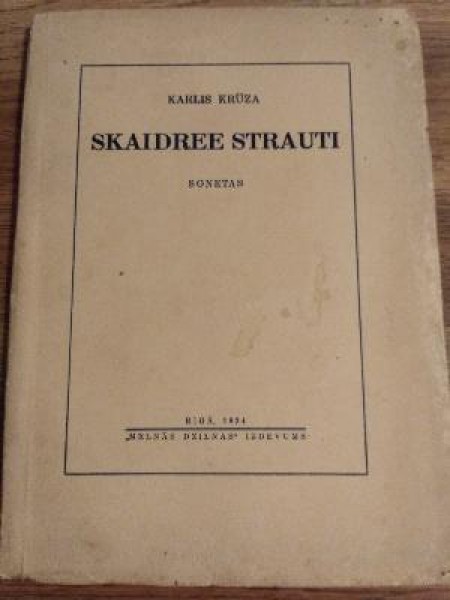 KARLIS KRŪZA
SKAIDREE STRAUTI
SONETAS
RIGĀ, 1934
„MELNĀS DZILNAS“ IZDEVUMS